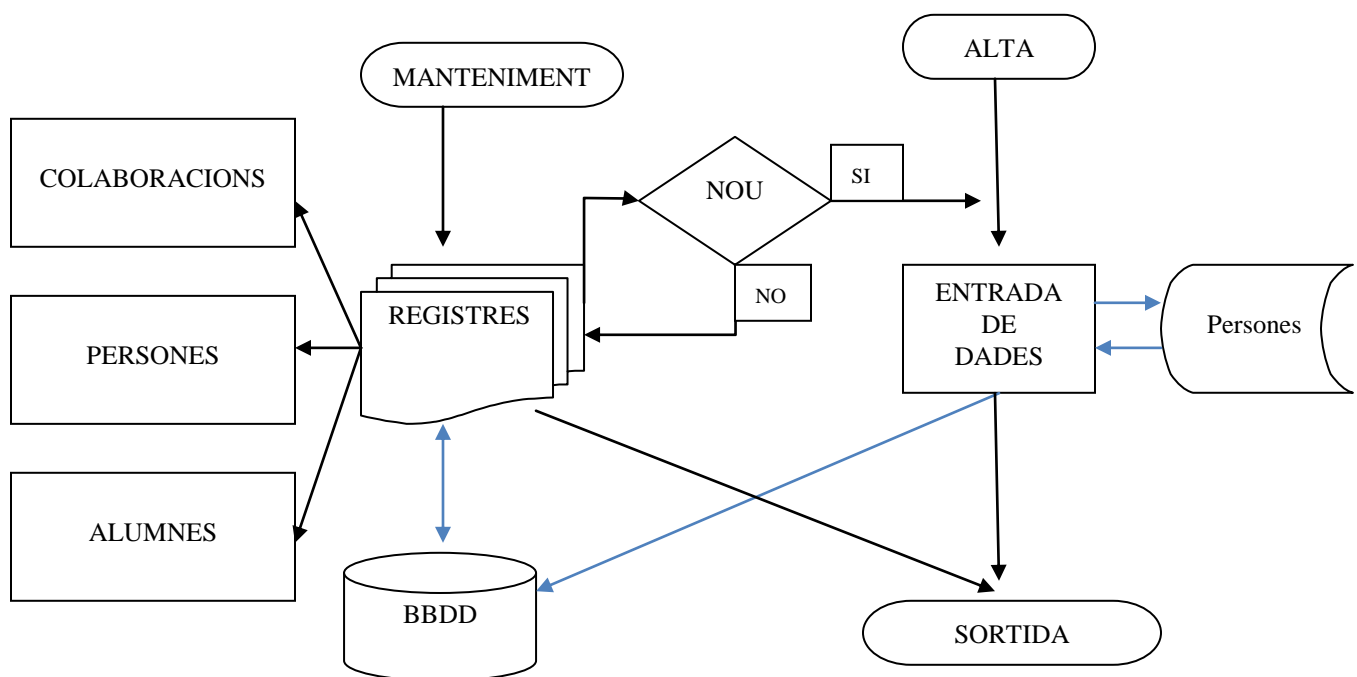 ALTA
MANTENIMENT
COLABORACIONS
SI
NOU
NO
REGISTRES
ENTRADA
DE
DADES
Persones
PERSONES
ALUMNES
BBDD
SORTIDA